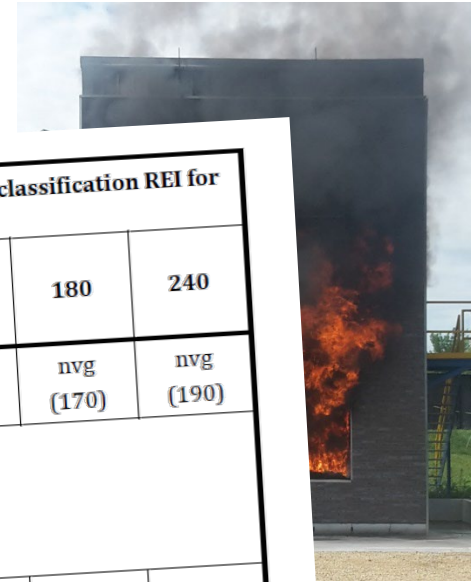 classification REI for
180 240
nvg nvg
(170) (190)